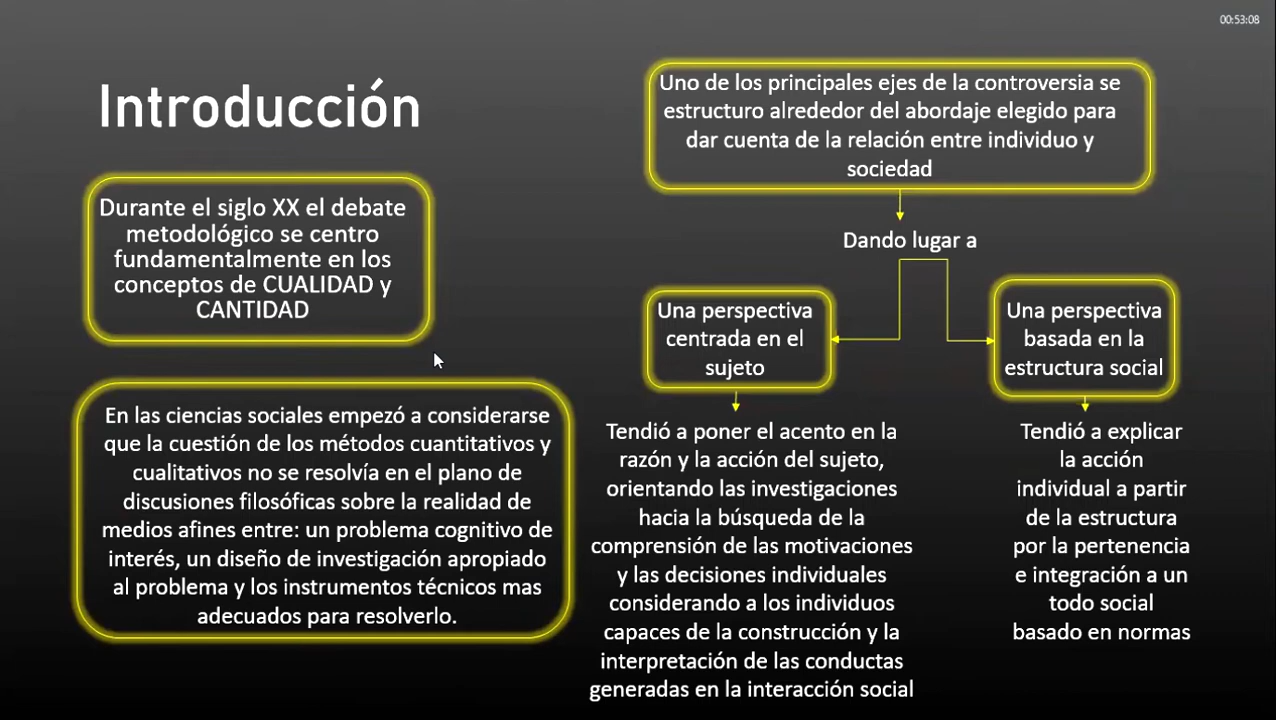 00:53:08
Introducción
Durante el siglo XX el debate
metodológico se centro
fundamentalmente en los
conceptos de CUALIDAD y
CANTIDAD
En las ciencias sociales empezó a considerarse
que la cuestión de los métodos cuantitativos y
cualitativos no se resolvía en el plano de
discusiones filosóficas sobre la realidad de
medios afines entre: un problema cognitivo de
interés, un diseño de investigación apropiado
al problema y los instrumentos técnicos mas
adecuados para resolverlo.
Uno de los principales ejes de la controversia se
estructuro alrededor del abordaje elegido para
dar cuenta de la relación entre individuo y
sociedad
Dando lugar a
Una perspectiva
centrada en el
sujeto
Tendió a poner el acento en la
razón y la acción del sujeto,
orientando las investigaciones
hacia la búsqueda de la
comprensión de las motivaciones
y las decisiones individuales
considerando a los individuos
capaces de la construcción y la
interpretación de las conductas
generadas en la interacción social
Una perspectiva
basada en la
estructura social
Tendió a explicar
la acción
individual a partir
de la estructura
por la pertenencia
e integración a un
todo social
basado en normas